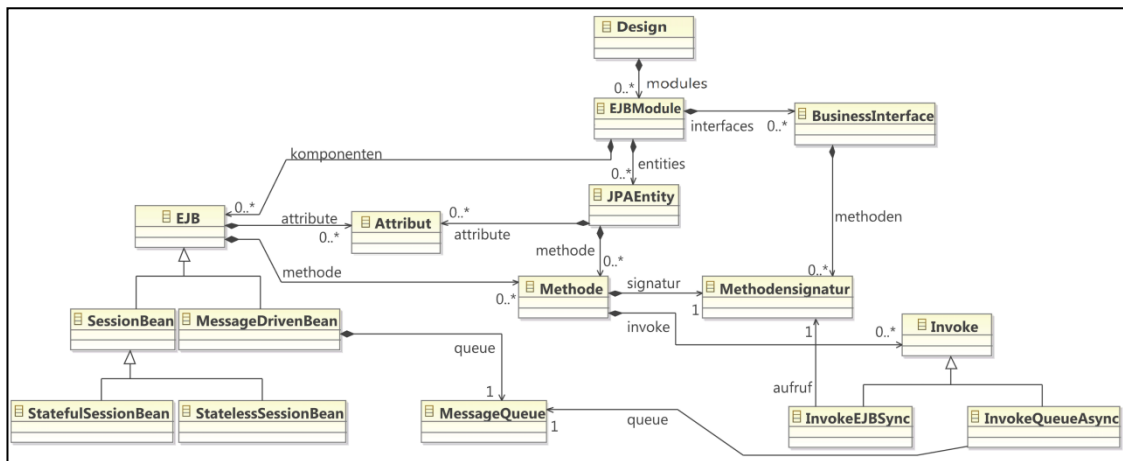 Design
0..*
modules
EJBModule
interfaces
0..*
BusinessInterface
komponenten
entities
0..*
0..*
JPAEntity
EJB
attribute
0..*
Attribut
0..*
attribute
methoden
methode
methode
0..*
0..*
Methode
0..*
signatur
1
Methodensignatur
invoke
0..*
Invoke
SessionBean
MessageDrivenBean
queue
1
1
aufruf
StatefulSessionBean
StatelessSessionBean
MessageQueue
1
queue
InvokeEJBSync
InvokeQueueAsync